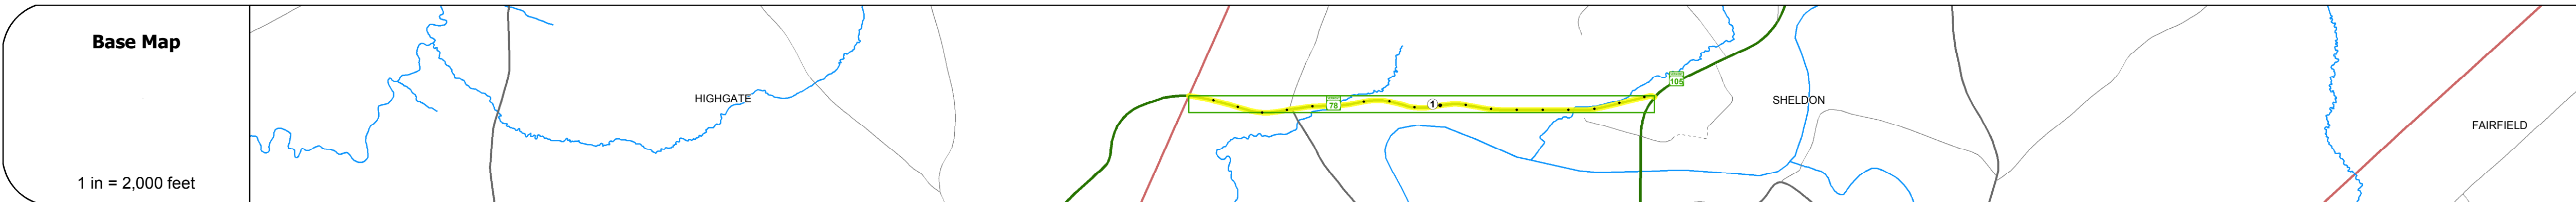 Base Map
1 in = 2,000 feet
HIGHGATE
78
1
105
SHELDON
FAIRFIELD